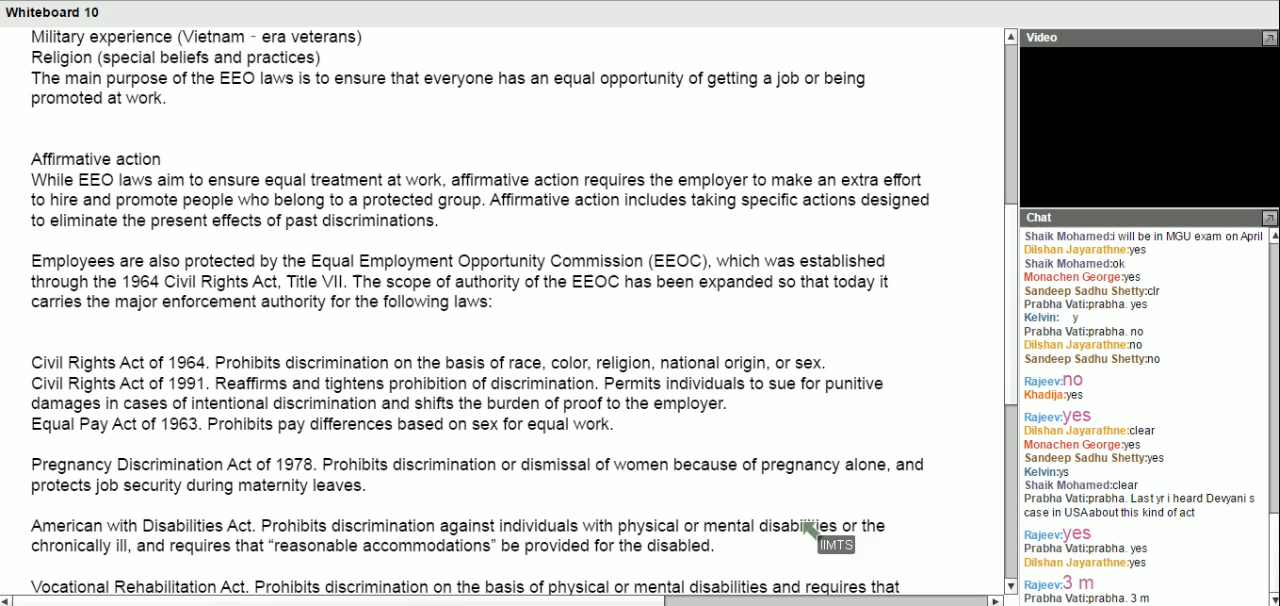 Whiteboard 10
Military experience (Vietnam - era veterans)
Religion (special beliefs and practices)
The main purpose of the EEO laws is to ensure that everyone has an equal opportunity of getting a job or being
promoted at work.
Affirmative action
While EEO laws aim to ensure equal treatment at work, affirmative action requires the employer to make an extra effort
to hire and promote people who belong to a protected group. Affirmative action includes taking specific actions designed
to eliminate the present effects of past discriminations.
Employees are also protected by the Equal Employment Opportunity Commission (EEOC), which was established
through the 1964 Civil Rights Act, Title VII. The scope of authority of the EEOC has been expanded so that today it
carries the major enforcement authority for the following laws:
Civil Rights Act of 1964. Prohibits discrimination on the basis of race, color, religion, national origin, or sex.
Civil Rights Act of 1991. Reaffirms and tightens prohibition of discrimination. Permits individuals to sue for punitive
damages in cases of intentional discrimination and shifts the burden of proof to the employer.
Equal Pay Act of 1963. Prohibits pay differences based on sex for equal work.
Pregnancy Discrimination Act of 1978. Prohibits discrimination or dismissal of women because of pregnancy alone, and
protects job security during maternity leaves.
American with Disabilities Act. Prohibits discrimination against individuals with physical or mental disabilities or the
chronically ill, and requires that “reasonable accommodations” be provided for the disabled.
IIMTS
Vocational Rehabilitation Act. Prohibits discrimination on the basis of physical or mental disabilities and requires that
Video
Chat
Shaik Mohamed:i will be in MGU exam on April
Dilshan Jayarathne:yes
Shaik Mohamed:ok
Monachen George:yes
Sandeep Sadhu Shetty:clr
Prabha Vati:prabha. yes
Kelvin: y
Prabha Vati:prabha. no
Dilshan Jayarathne:no
Sandeep Sadhu Shetty:no
Rajeev:no
Khadija:yes
Rajeev:yes
Dilshan Jayarathne:clear
Monachen George:yes
Sandeep Sadhu Shetty:yes
Kelvin:ys
Shaik Mohamed:clear
Prabha Vati:prabha. Last yr i heard Devyani s
case in USAabout this kind of act
Rajeev:yes
Prabha Vati:prabha. yes
Dilshan Jayarathne:yes
Rajeev:3 m
Prabha Vati:prabha. 3 m